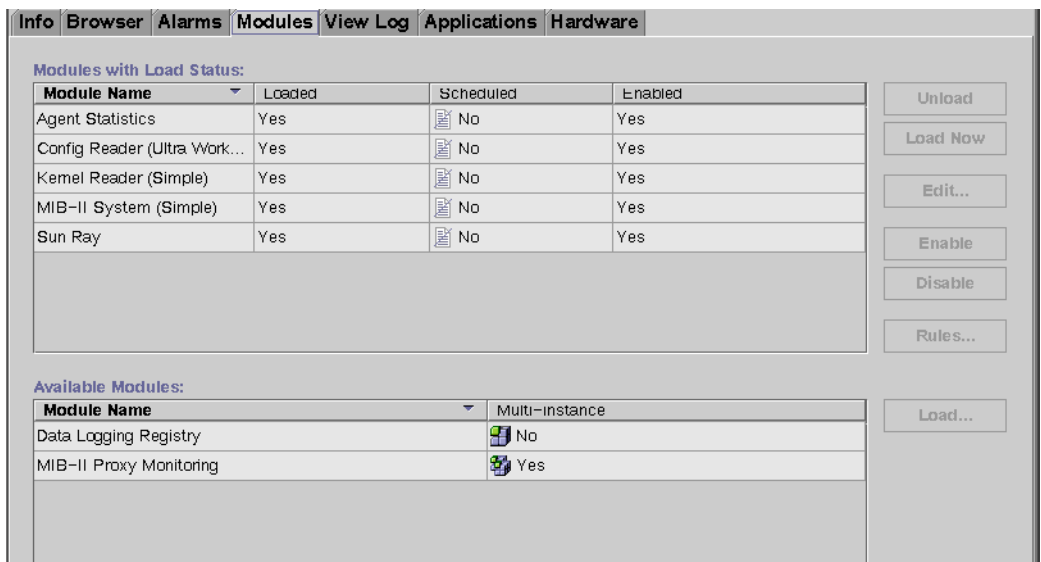 Info Browser Alarms Modules View Log Applications Hardware
Modules with Load Status:
Module Name Loaded Scheduled Enabled
Agent Statistics Yes No Yes
Config Reader (Ultra Work... Yes No Yes
Kernel Reader (Simple) Yes No Yes
MIB-II System (Simple) Yes No Yes
Sun Ray Yes No Yes
Unload
Load Now
Edit...
Enable
Disable
Rules...
Available Modules:
Module Name Multi-Instance
Data Logging Registry No
MIB-II Proxy Monitoring Yes
Load...